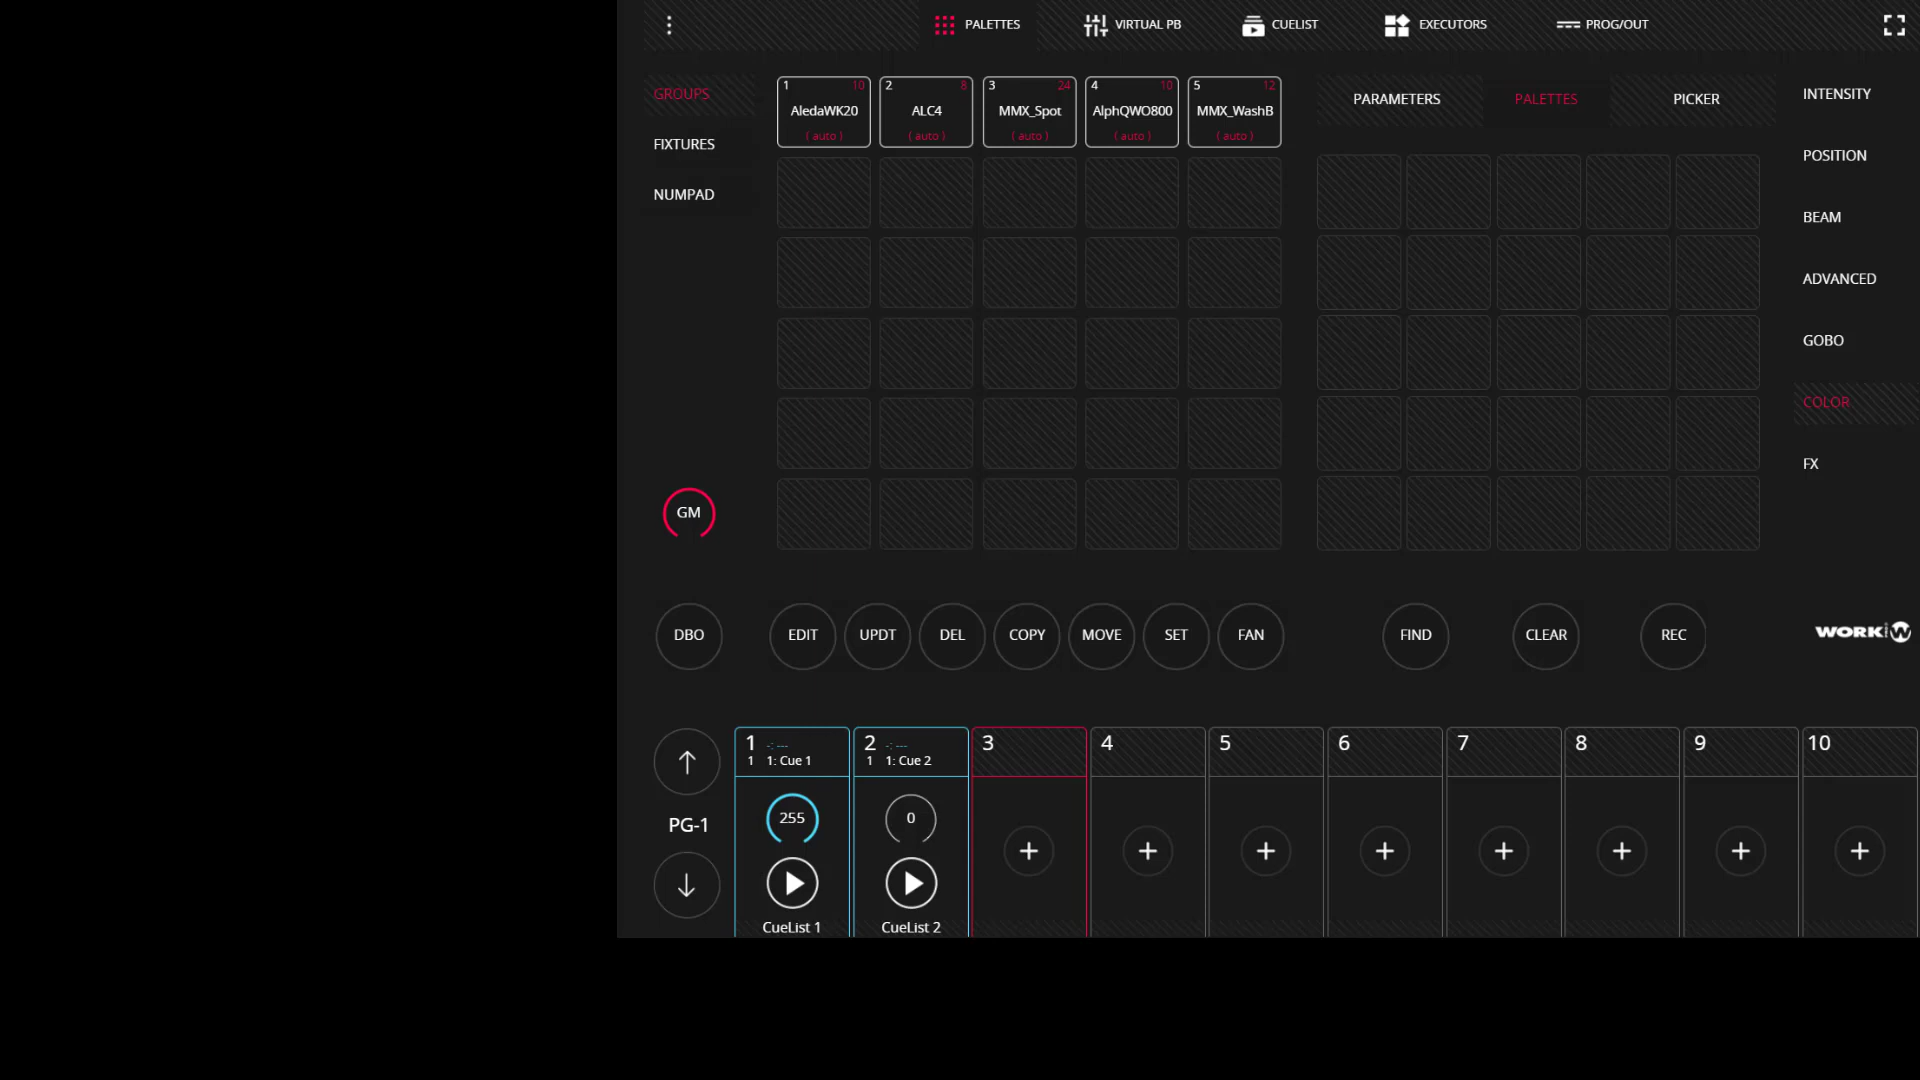 PALETTES
VIRTUAL PB
CUELIST
EXECUTORS
PROG/OUT
GROUPS
FIXTURES
NUMPAD
1 10
AledaWK20
( auto )
2 8
ALC4
( auto )
3 24
MMX_Spot
( auto )
4 10
AlphQWO800
( auto )
5 12
MMX_WashB
( auto )
PARAMETERS
PALETTES
PICKER
INTENSITY
POSITION
BEAM
ADVANCED
GOBO
COLOR
FX
GM
DBO
EDIT
UPDT
DEL
COPY
MOVE
SET
FAN
FIND
CLEAR
REC
WORK
PG-1
1 -: ---
1 1: Cue 1
255
CueList 1
2 -: ---
1 1: Cue 2
0
CueList 2
3
+
4
+
5
+
6
+
7
+
8
+
9
+
10
+